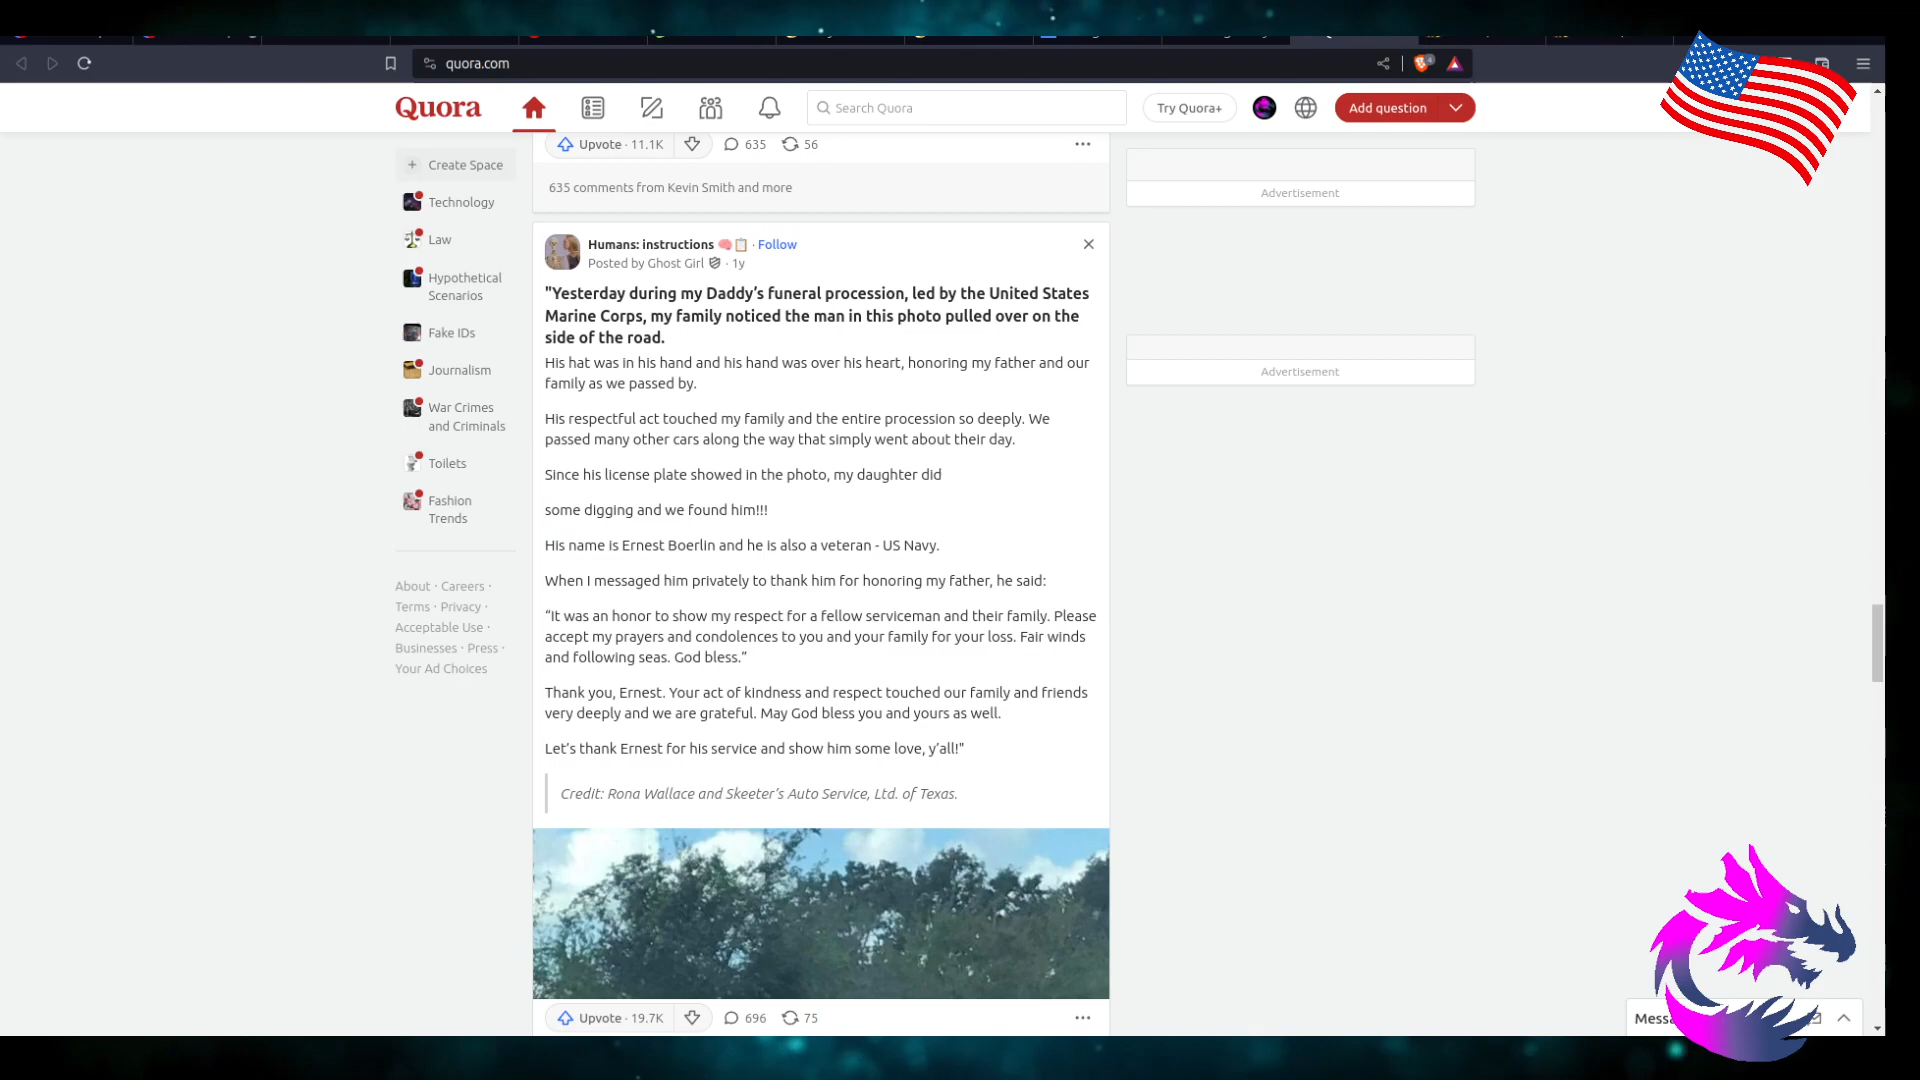 quora.com
Quora
Search Quora
Try Quora+
Add question
Create Space
Technology
Law
Hypothetical
Scenarios
Fake IDs
Journalism
War Crimes
and Criminals
Toilets
Fashion
Trends
About · Careers ·
Terms · Privacy ·
Acceptable Use ·
Businesses · Press ·
Your Ad Choices
Upvote · 11.1K 635 56
635 comments from Kevin Smith and more
Humans: instructions 🧠📋 · Follow
Posted by Ghost Girl · 1y
"Yesterday during my Daddy’s funeral procession, led by the United States
Marine Corps, my family noticed the man in this photo pulled over on the
side of the road.
His hat was in his hand and his hand was over his heart, honoring my father and our
family as we passed by.
His respectful act touched my family and the entire procession so deeply. We
passed many other cars along the way that simply went about their day.
Since his license plate showed in the photo, my daughter did
some digging and we found him!!!
His name is Ernest Boerlin and he is also a veteran - US Navy.
When I messaged him privately to thank him for honoring my father, he said:
“It was an honor to show my respect for a fellow serviceman and their family. Please
accept my prayers and condolences to you and your family for your loss. Fair winds
and following seas. God bless.”
Thank you, Ernest. Your act of kindness and respect touched our family and friends
very deeply and we are grateful. May God bless you and yours as well.
Let’s thank Ernest for his service and show him some love, y’all!"
Credit: Rona Wallace and Skeeter’s Auto Service, Ltd. of Texas.
Upvote · 19.7K 696 75
Advertisement
Advertisement